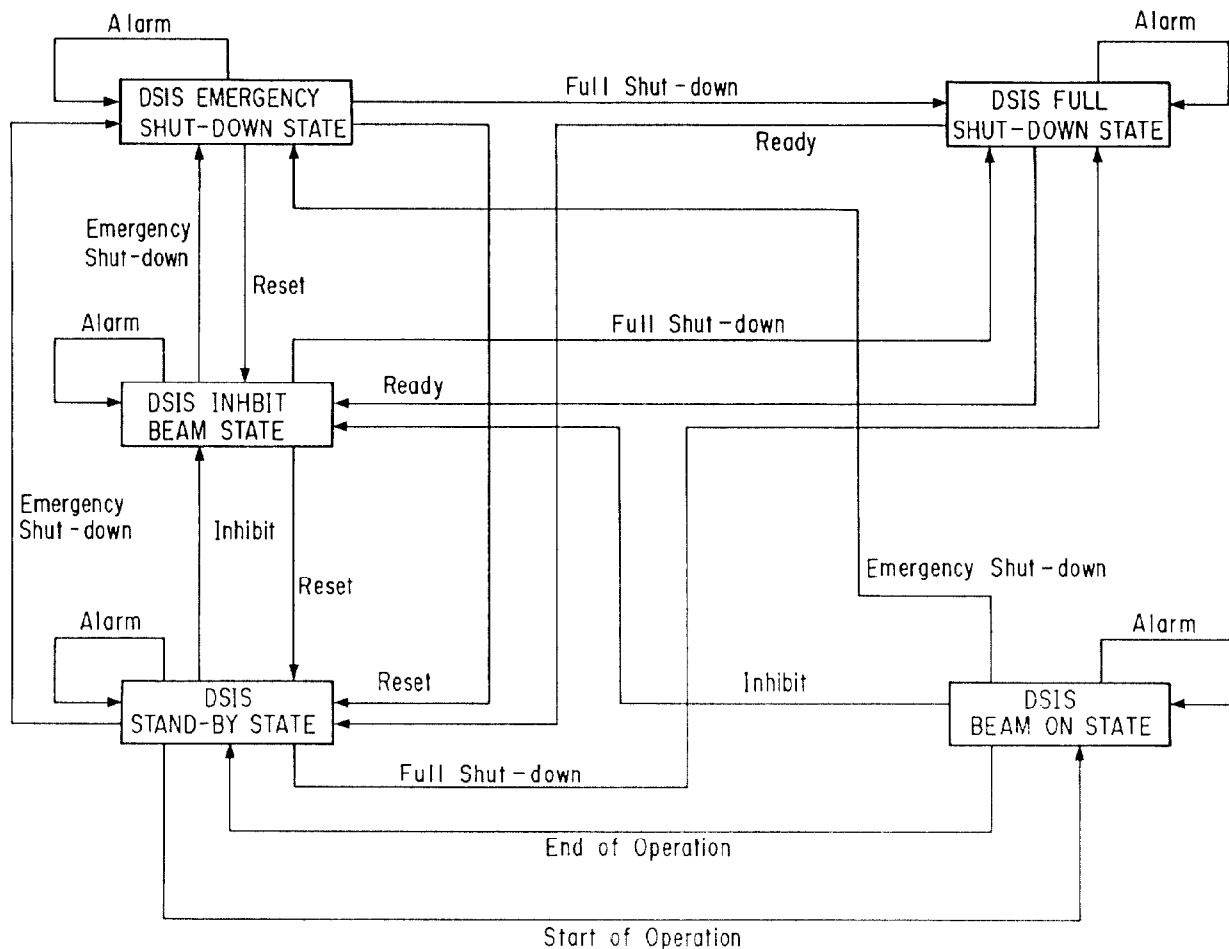 Alarm
Alarm
DSIS EMERGENCY
SHUT-DOWN STATE
Full Shut-down
DSIS FULL
SHUT-DOWN STATE
Ready
Emergency
Shut-down
Reset
Alarm
Full Shut-down
DSIS INHBIT
BEAM STATE
Ready
Emergency
Shut-down
Inhibit
Reset
Emergency Shut-down
Alarm
Alarm
DSIS
STAND-BY STATE
Reset
Inhibit
DSIS
BEAM ON STATE
Full Shut-down
End of Operation
Start of Operation